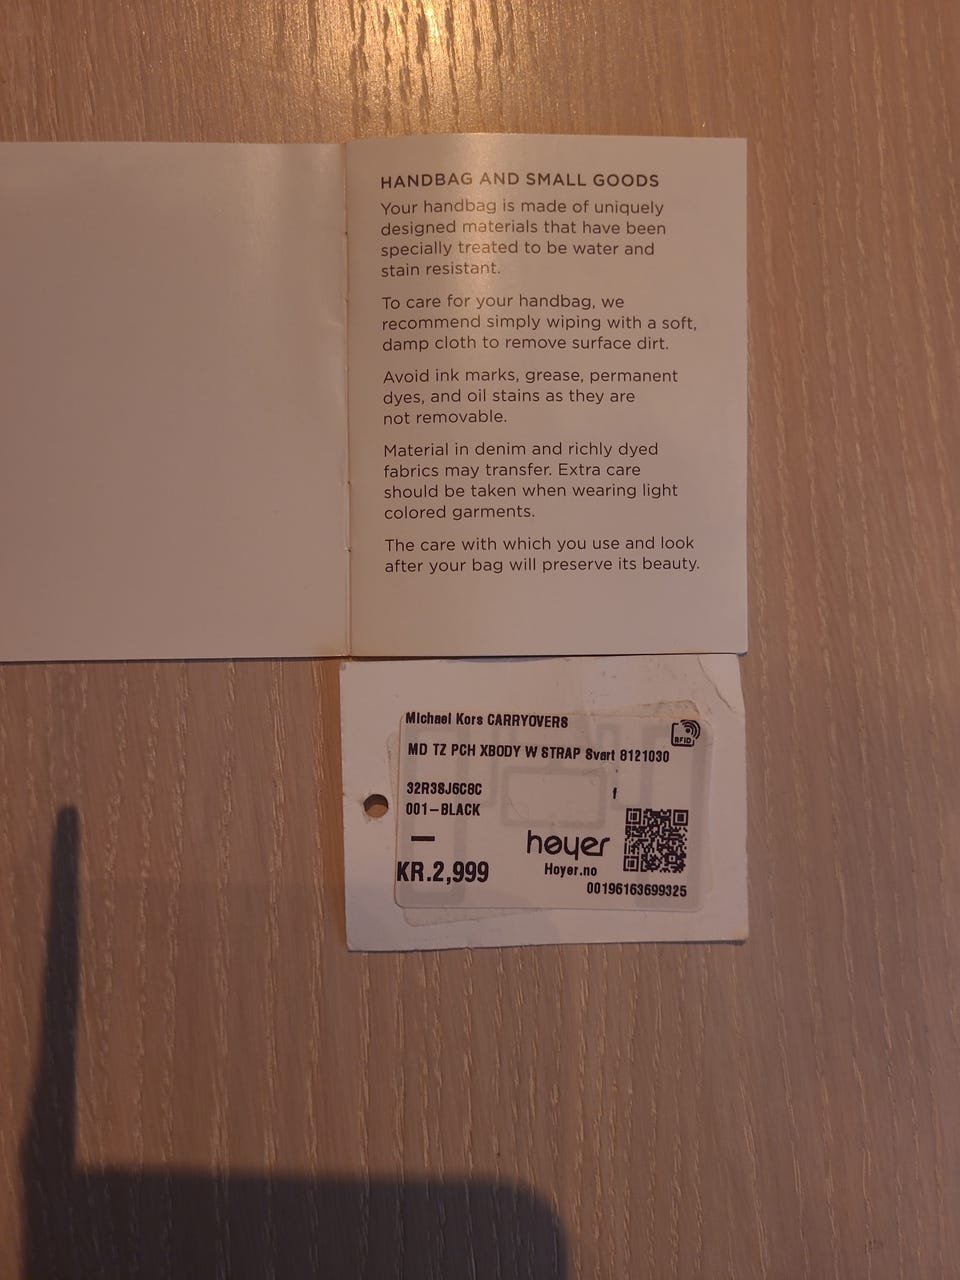 HANDBAG AND SMALL GOODS
Your handbag is made of uniquely
designed materials that have been
specially treated to be water and
stain resistant.
To care for your handbag, we
recommend simply wiping with a soft,
damp cloth to remove surface dirt.
Avoid ink marks, grease, permanent
dyes, and oil stains as they are
not removable.
Material in denim and richly dyed
fabrics may transfer. Extra care
should be taken when wearing light
colored garments.
The care with which you use and look
after your bag will preserve its beauty.
Michael Kors CARRYOVERS
RFID
MD TZ PCH XBODY W STRAP Svart 8121030
32R3SJ6C8C
f
001-BLACK
—
høyer
KR.2,999
Hoyer.no
00196163699325